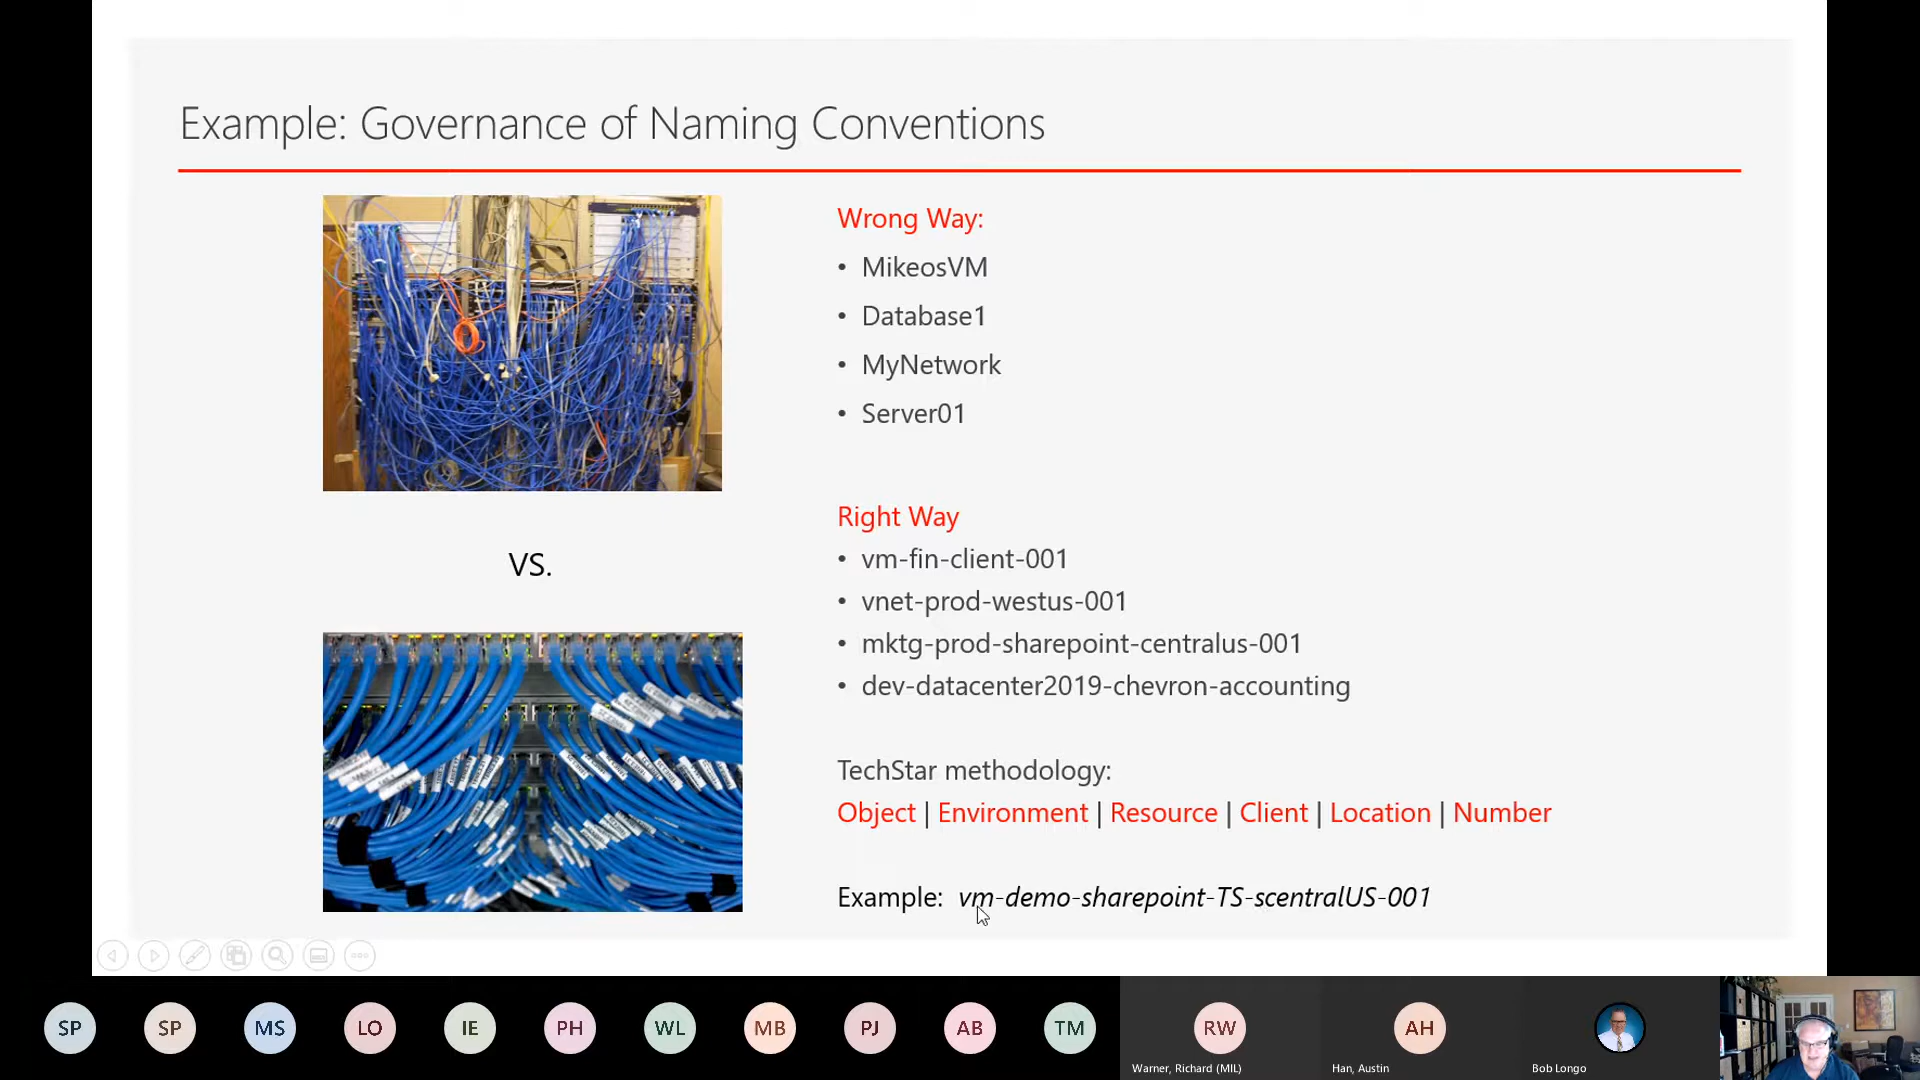 Example: Governance of Naming Conventions
Wrong Way:
• MikeosVM
• Database1
• MyNetwork
• Server01
VS.
Right Way
• vm-fin-client-001
• vnet-prod-westus-001
• mktg-prod-sharepoint-centralus-001
• dev-datacenter2019-chevron-accounting
TechStar methodology:
Object | Environment | Resource | Client | Location | Number
Example: vm-demo-sharepoint-TS-scentralUS-001
SP SP MS LO IE PH WL MB PJ AB TM RW AH
Warner, Richard (MIL) Han, Austin Bob Longo